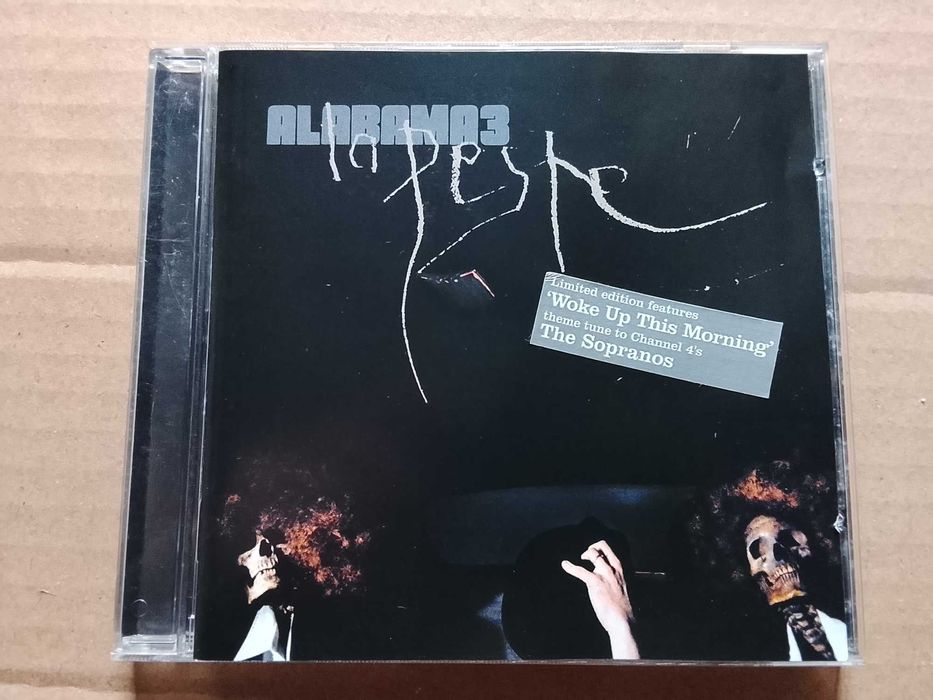 ALABAMA3
la peste
Limited edition features
'Woke Up This Morning'
theme tune to Channel 4's
The Sopranos